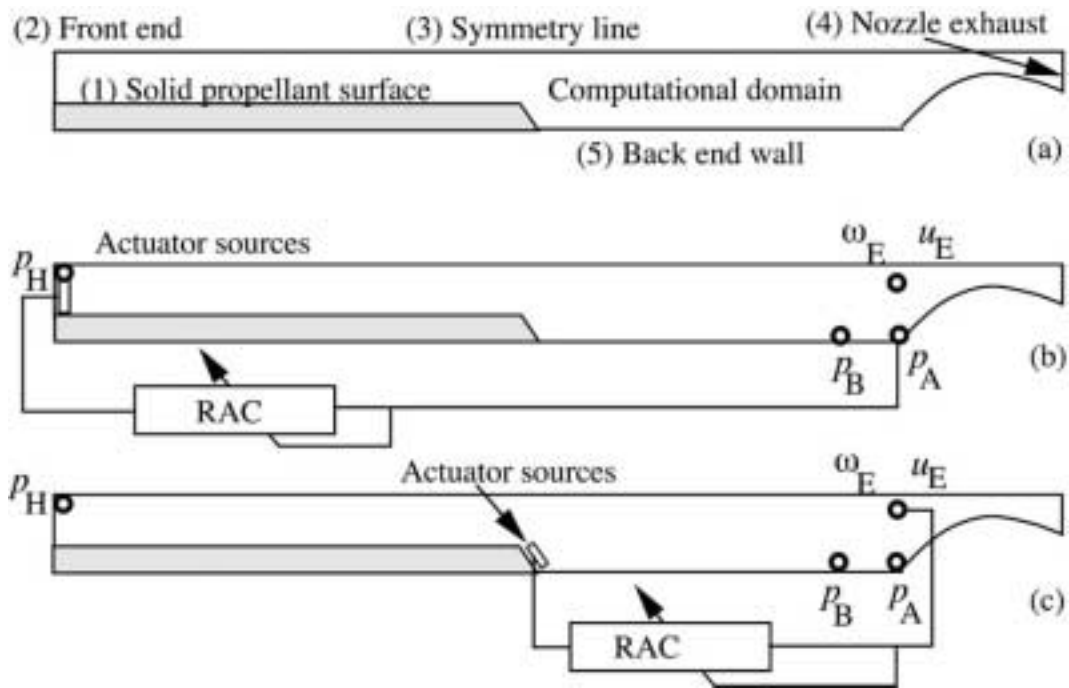 (2) Front end
(3) Symmetry line
(4) Nozzle exhaust
(1) Solid propellant surface
Computational domain
(5) Back end wall
(a)
Actuator sources
p_H
ω_E
u_E
p_B
p_A
(b)
RAC
Actuator sources
p_H
ω_E
u_E
p_B
p_A
(c)
RAC